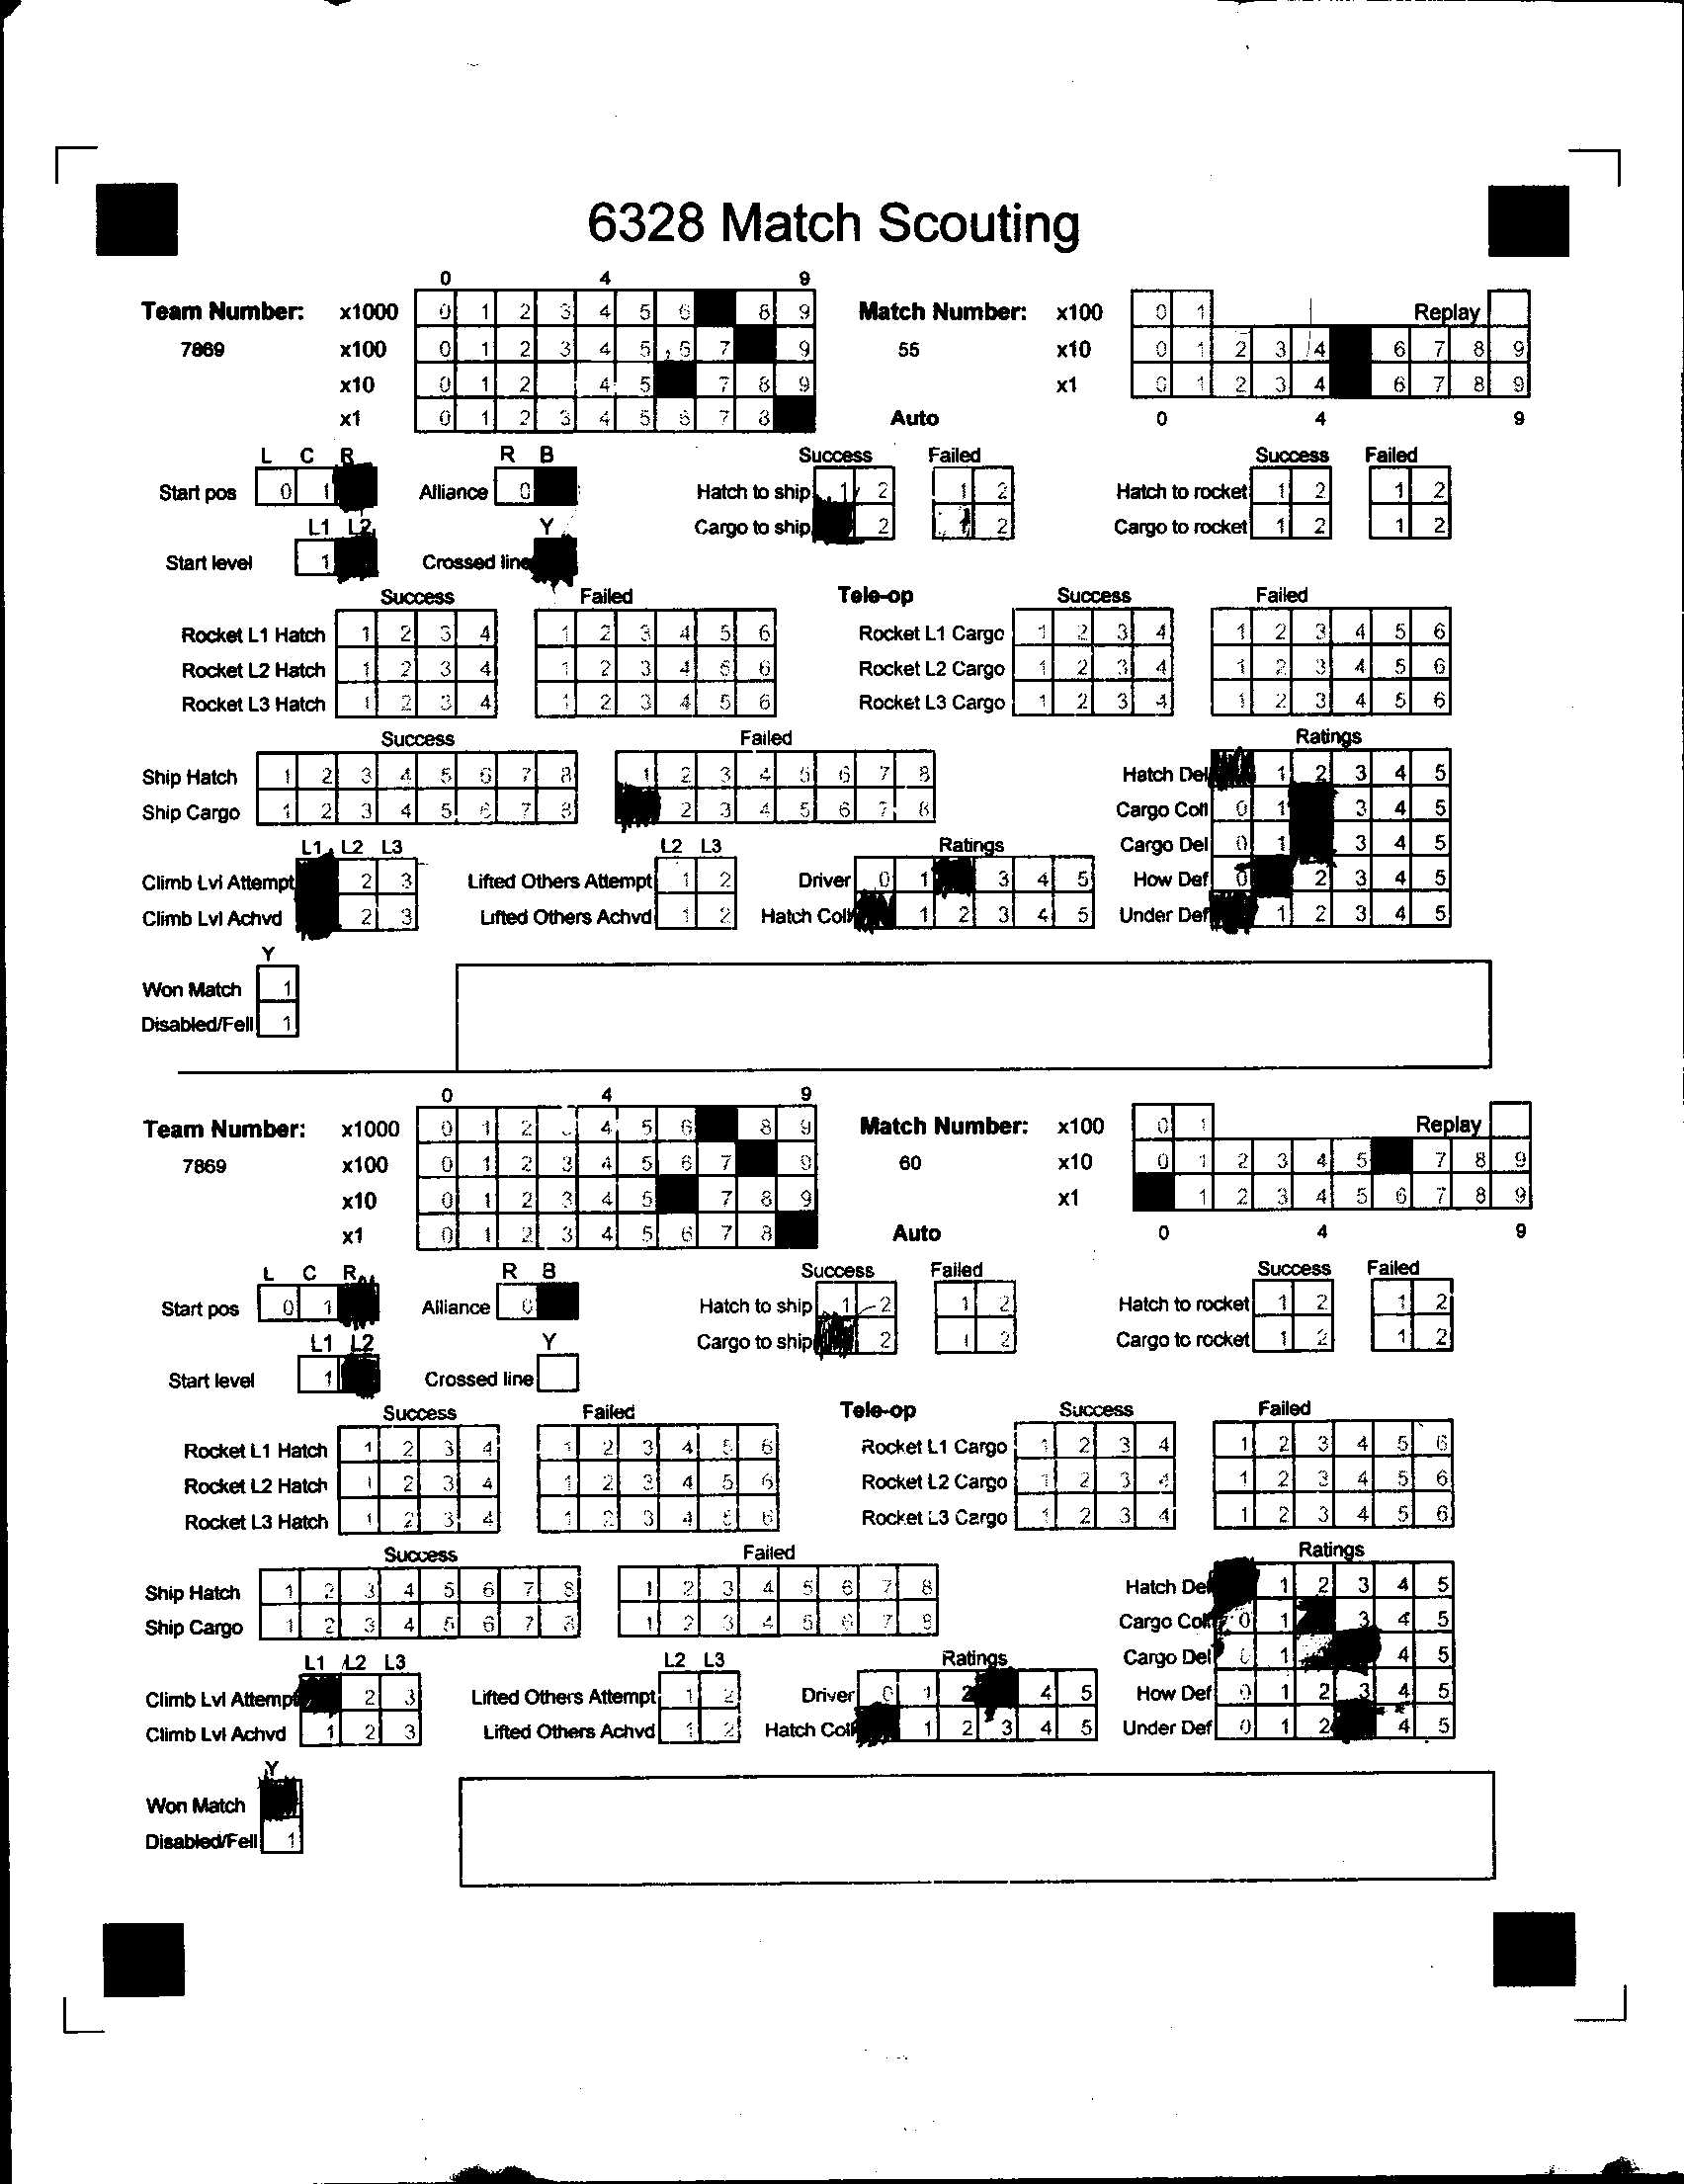 6328 Match Scouting
0 4 9
Team Number: x1000 0 1 2 3 4 5 6 8 9 Match Number: x100 0 1 Replay
7869 x100 0 1 2 3 4 5 6 7 9 55 x10 0 1 2 3 4 6 7 8 9
x10 0 1 2 4 5 7 8 9 x1 0 1 2 3 4 6 7 8 9
x1 0 1 2 3 4 5 6 7 8 Auto 0 4 9
L C R R B Success Failed Success Failed
Start pos 0 1 Alliance 0 Hatch to ship 1 2 1 2 Hatch to rocket 1 2 1 2
L1 L2 Y Cargo to ship 2 1 2 Cargo to rocket 1 2 1 2
Start level 1 Crossed line
Success Failed Tele-op Success Failed
Rocket L1 Hatch 1 2 3 4 1 2 3 4 5 6 Rocket L1 Cargo 1 2 3 4 1 2 3 4 5 6
Rocket L2 Hatch 1 2 3 4 1 2 3 4 5 6 Rocket L2 Cargo 1 2 3 4 1 2 3 4 5 6
Rocket L3 Hatch 1 2 3 4 1 2 3 4 5 6 Rocket L3 Cargo 1 2 3 4 1 2 3 4 5 6
Success Failed Ratings
Ship Hatch 1 2 3 4 5 6 7 8 1 2 3 4 5 6 7 8 Hatch Del 1 2 3 4 5
Ship Cargo 1 2 3 4 5 6 7 8 2 3 4 5 6 7 8 Cargo Coll 0 1 3 4 5
L1 L2 L3 L2 L3 Ratings Cargo Del 0 1 3 4 5
Climb Lvl Attempt 2 3 Lifted Others Attempt 1 2 Driver 0 1 3 4 5 How Def 0 2 3 4 5
Climb Lvl Achvd 2 3 Lifted Others Achvd 1 2 Hatch Coll 1 2 3 4 5 Under Def 1 2 3 4 5
Y
Won Match 1
Disabled/Fell 1
0 4 9
Team Number: x1000 0 1 2 4 5 6 8 9 Match Number: x100 0 1 Replay
7869 x100 0 1 2 3 4 5 6 7 9 60 x10 0 1 2 3 4 5 7 8 9
x10 0 1 2 3 4 5 7 8 9 x1 1 2 3 4 5 6 7 8 9
x1 0 1 2 3 4 5 6 7 8 Auto 0 4 9
L C R R B Success Failed Success Failed
Start pos 0 1 Alliance 0 Hatch to ship 1 2 1 2 Hatch to rocket 1 2 1 2
L1 L2 Y Cargo to ship 2 1 2 Cargo to rocket 1 2 1 2
Start level 1 Crossed line
Success Failed Tele-op Success Failed
Rocket L1 Hatch 1 2 3 4 1 2 3 4 5 6 Rocket L1 Cargo 1 2 3 4 1 2 3 4 5 6
Rocket L2 Hatch 1 2 3 4 1 2 3 4 5 6 Rocket L2 Cargo 1 2 3 4 1 2 3 4 5 6
Rocket L3 Hatch 1 2 3 4 1 2 3 4 5 6 Rocket L3 Cargo 1 2 3 4 1 2 3 4 5 6
Success Failed Ratings
Ship Hatch 1 2 3 4 5 6 7 8 1 2 3 4 5 6 7 8 Hatch Del 1 2 3 4 5
Ship Cargo 1 2 3 4 5 6 7 8 1 2 3 4 5 6 7 8 Cargo Coll 0 1 3 4 5
L1 L2 L3 L2 L3 Ratings Cargo Del 0 1 4 5
Climb Lvl Attempt 2 3 Lifted Others Attempt 1 2 Driver 0 1 2 4 5 How Def 0 1 2 3 4 5
Climb Lvl Achvd 1 2 3 Lifted Others Achvd 1 2 Hatch Coll 1 2 3 4 5 Under Def 0 1 2 4 5
Y
Won Match
Disabled/Fell 1